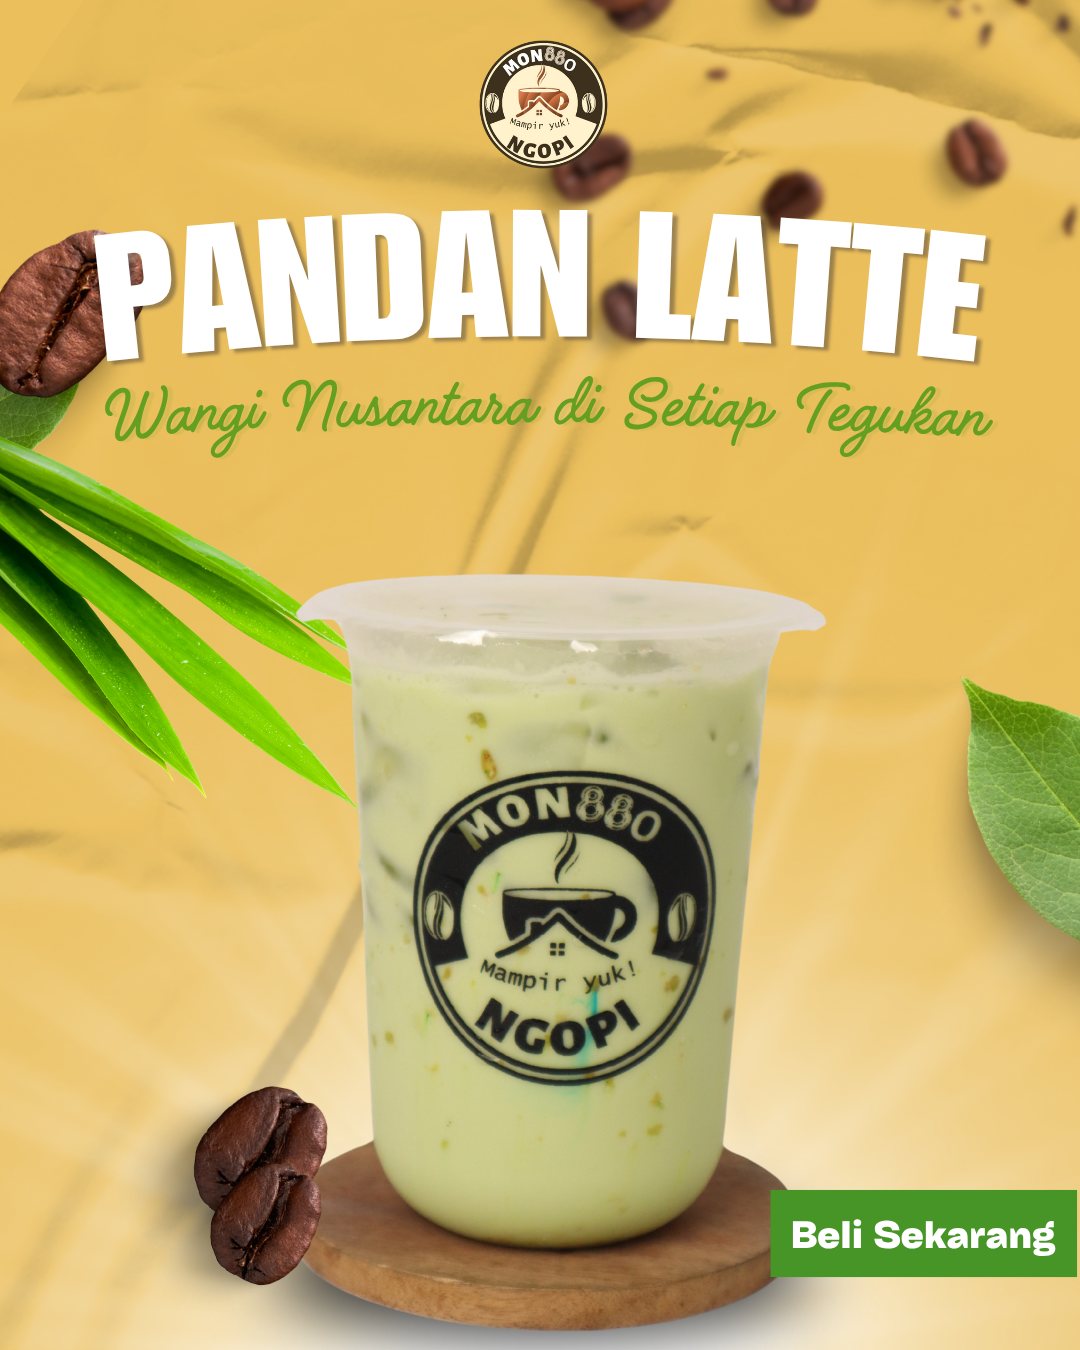 MON880
Mampir yuk!
NGOPI
PANDAN LATTE
Wangi Nusantara di Setiap Tegukan
MON880
Mampir yuk!
NGOPI
Beli Sekarang